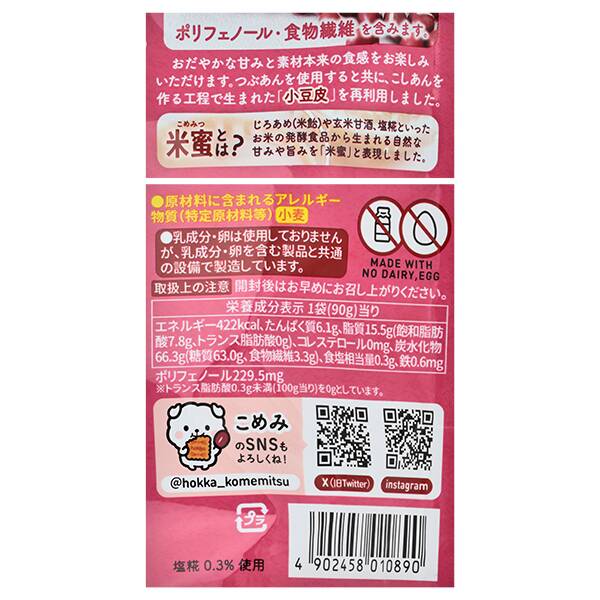 ポリフェノール・食物繊維を含みます。
おだやかな甘みと素材本来の食感をお楽しみ
いただけます。つぶあんを使用すると共に、こしあんを
作る工程で生まれた「小豆皮」を再利用しました。
こめみつ
米蜜とは?
じろあめ(米飴)や玄米甘酒、塩糀といった
お米の発酵食品から生まれる自然な
甘みや旨みを「米蜜」と表現しました。
●原材料に含まれるアレルギー
物質(特定原材料等) 小麦
●乳成分・卵は使用しておりません
が、乳成分・卵を含む製品と共通
の設備で製造しています。
MADE WITH
NO DAIRY,EGG
取扱上の注意 開封後はお早めにお召し上がりください。
栄養成分表示 1袋(90g)当り
エネルギー422kcal、たんぱく質6.1g、脂質15.5g(飽和脂肪
酸7.8g、トランス脂肪酸0g)、コレステロール0mg、炭水化物
66.3g(糖質63.0g、食物繊維3.3g)、食塩相当量0.3g、鉄0.6mg
ポリフェノール229.5mg
※トランス脂肪酸0.3g未満(100g当り)を0gとしています。
こめみ
のSNSも
よろしくね!
@hokka_komemitsu
X(旧Twitter)
instagram
プラ
塩糀 0.3% 使用
4 902458 010890